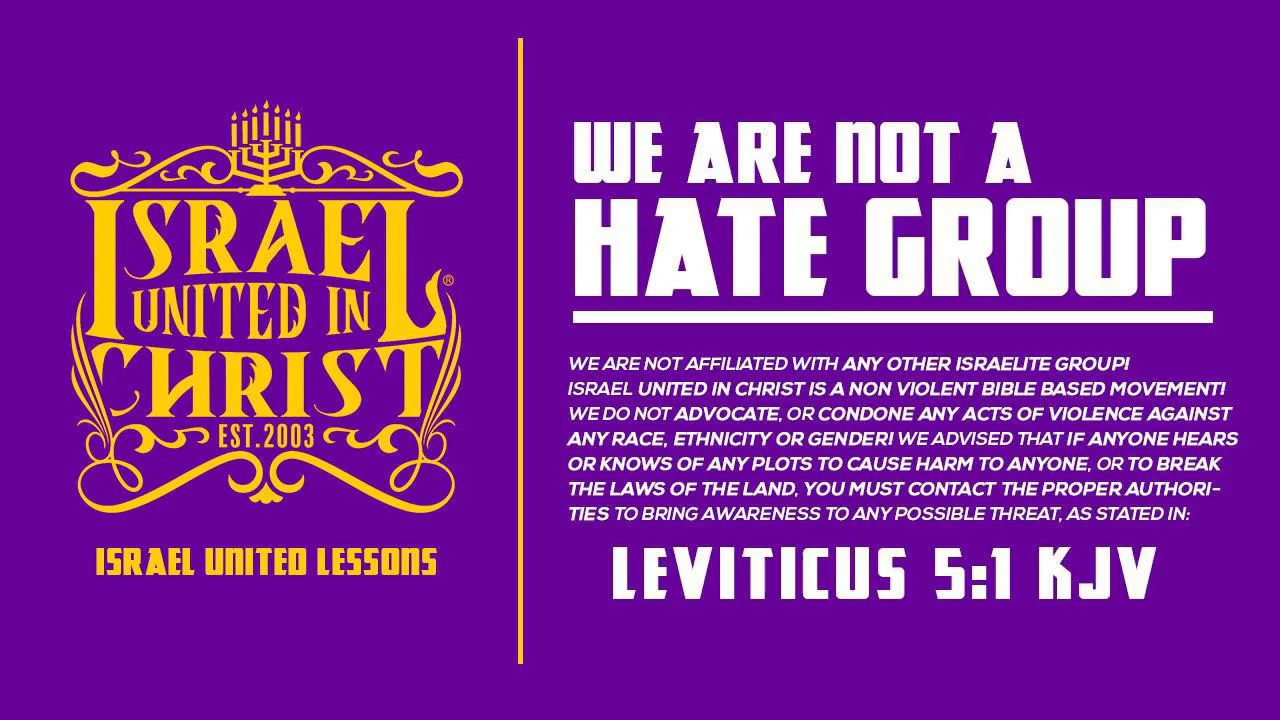 ISRAEL
UNITED IN
CHRIST
®
EST.2003
ISRAEL UNITED LESSONS
WE ARE NOT A
HATE GROUP
WE ARE NOT AFFILIATED WITH ANY OTHER ISRAELITE GROUP!
ISRAEL UNITED IN CHRIST IS A NON VIOLENT BIBLE BASED MOVEMENT!
WE DO NOT ADVOCATE, OR CONDONE ANY ACTS OF VIOLENCE AGAINST
ANY RACE, ETHNICITY OR GENDER! WE ADVISED THAT IF ANYONE HEARS
OR KNOWS OF ANY PLOTS TO CAUSE HARM TO ANYONE, OR TO BREAK
THE LAWS OF THE LAND, YOU MUST CONTACT THE PROPER AUTHORI-
TIES TO BRING AWARENESS TO ANY POSSIBLE THREAT, AS STATED IN:
LEVITICUS 5:1 KJV